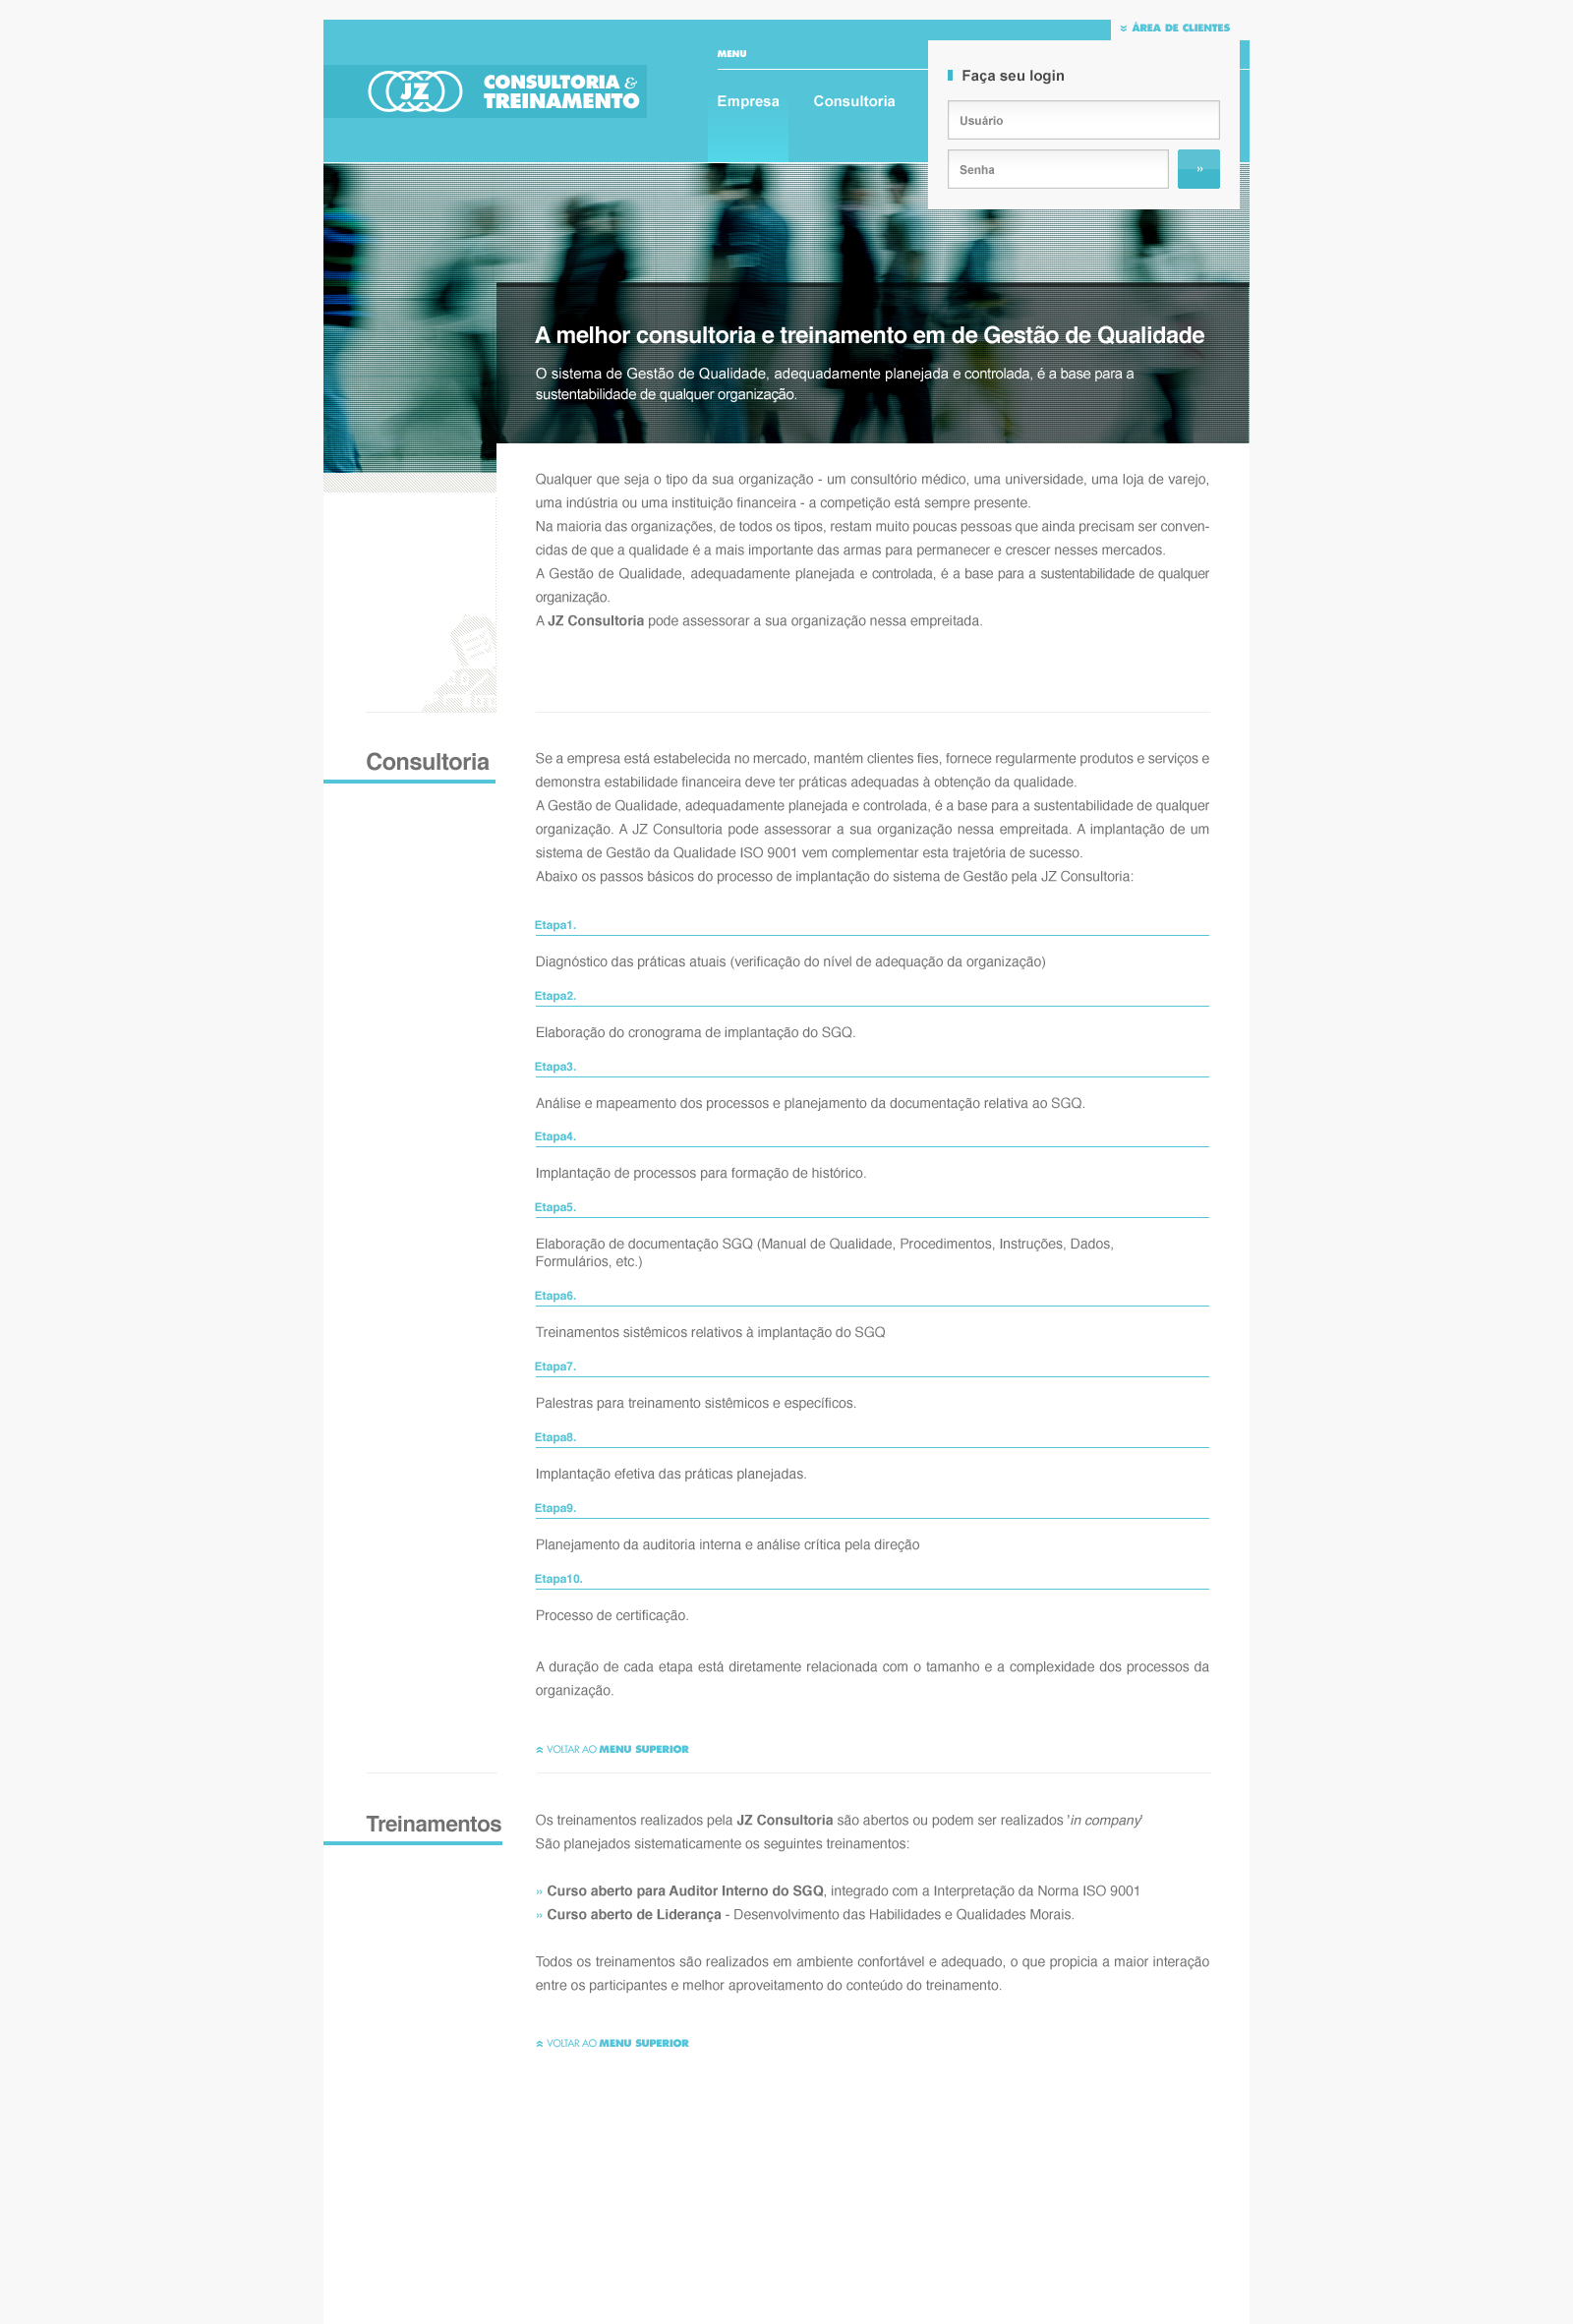 » ÁREA DE CLIENTES
MENU
JZ CONSULTORIA & TREINAMENTO
Empresa Consultoria
Faça seu login
Usuário
Senha »
A melhor consultoria e treinamento em de Gestão de Qualidade
O sistema de Gestão de Qualidade, adequadamente planejada e controlada, é a base para a
sustentabilidade de qualquer organização.
Qualquer que seja o tipo da sua organização - um consultório médico, uma universidade, uma loja de varejo,
uma indústria ou uma instituição financeira - a competição está sempre presente.
Na maioria das organizações, de todos os tipos, restam muito poucas pessoas que ainda precisam ser conven-
cidas de que a qualidade é a mais importante das armas para permanecer e crescer nesses mercados.
A Gestão de Qualidade, adequadamente planejada e controlada, é a base para a sustentabilidade de qualquer
organização.
A JZ Consultoria pode assessorar a sua organização nessa empreitada.
Consultoria
Se a empresa está estabelecida no mercado, mantém clientes fies, fornece regularmente produtos e serviços e
demonstra estabilidade financeira deve ter práticas adequadas à obtenção da qualidade.
A Gestão de Qualidade, adequadamente planejada e controlada, é a base para a sustentabilidade de qualquer
organização. A JZ Consultoria pode assessorar a sua organização nessa empreitada. A implantação de um
sistema de Gestão da Qualidade ISO 9001 vem complementar esta trajetória de sucesso.
Abaixo os passos básicos do processo de implantação do sistema de Gestão pela JZ Consultoria:
Etapa1.
Diagnóstico das práticas atuais (verificação do nível de adequação da organização)
Etapa2.
Elaboração do cronograma de implantação do SGQ.
Etapa3.
Análise e mapeamento dos processos e planejamento da documentação relativa ao SGQ.
Etapa4.
Implantação de processos para formação de histórico.
Etapa5.
Elaboração de documentação SGQ (Manual de Qualidade, Procedimentos, Instruções, Dados,
Formulários, etc.)
Etapa6.
Treinamentos sistêmicos relativos à implantação do SGQ
Etapa7.
Palestras para treinamento sistêmicos e específicos.
Etapa8.
Implantação efetiva das práticas planejadas.
Etapa9.
Planejamento da auditoria interna e análise crítica pela direção
Etapa10.
Processo de certificação.
A duração de cada etapa está diretamente relacionada com o tamanho e a complexidade dos processos da
organização.
VOLTAR AO MENU SUPERIOR
Treinamentos
Os treinamentos realizados pela JZ Consultoria são abertos ou podem ser realizados 'in company'
São planejados sistematicamente os seguintes treinamentos:
» Curso aberto para Auditor Interno do SGQ, integrado com a Interpretação da Norma ISO 9001
» Curso aberto de Liderança - Desenvolvimento das Habilidades e Qualidades Morais.
Todos os treinamentos são realizados em ambiente confortável e adequado, o que propicia a maior interação
entre os participantes e melhor aproveitamento do conteúdo do treinamento.
VOLTAR AO MENU SUPERIOR